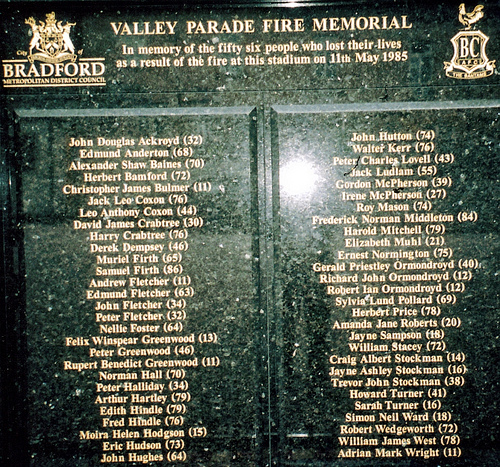 VALLEY PARADE FIRE MEMORIAL
In memory of the fifty six people who lost their lives
as a result of the fire at this stadium on 11th May 1985
City
BRADFORD
METROPOLITAN DISTRICT COUNCIL
BC
AFC
THE BANTAMS
John Douglas Ackroyd (32)
Edmund Anderton (68)
Alexander Shaw Baines (70)
Herbert Bamford (72)
Christopher James Bulmer (11)
Jack Leo Coxon (76)
Leo Anthony Coxon (44)
David James Crabtree (30)
Harry Crabtree (76)
Derek Dempsey (46)
Muriel Firth (65)
Samuel Firth (86)
Andrew Fletcher (11)
Edmund Fletcher (63)
John Fletcher (34)
Peter Fletcher (32)
Nellie Foster (64)
Felix Winspear Greenwood (13)
Peter Greenwood (46)
Rupert Benedict Greenwood (11)
Norman Hall (70)
Peter Halliday (34)
Arthur Hartley (79)
Edith Hindle (79)
Fred Hindle (76)
Moira Helen Hodgson (15)
Eric Hudson (73)
John Hughes (64)
John Hutton (74)
Walter Kerr (76)
Peter Charles Lovell (43)
Jack Ludlam (55)
Gordon McPherson (39)
Irene McPherson (27)
Roy Mason (74)
Frederick Norman Middleton (84)
Harold Mitchell (79)
Elizabeth Muhl (21)
Ernest Normington (75)
Gerald Priestley Ormondroyd (40)
Richard John Ormondroyd (12)
Robert Ian Ormondroyd (12)
Sylvia Lund Pollard (69)
Herbert Price (78)
Amanda Jane Roberts (20)
Jayne Sampson (18)
William Stacey (72)
Craig Albert Stockman (14)
Jayne Ashley Stockman (16)
Trevor John Stockman (38)
Howard Turner (41)
Sarah Turner (16)
Simon Neil Ward (18)
Robert Wedgeworth (72)
William James West (78)
Adrian Mark Wright (11)